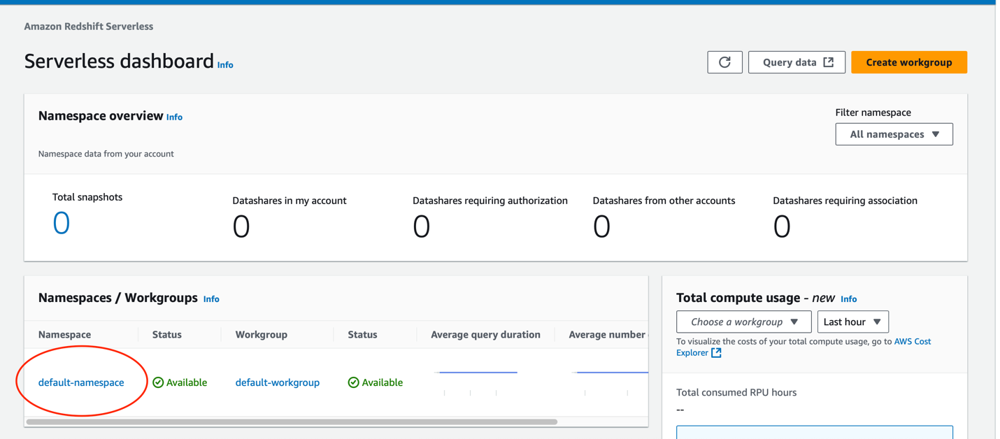 Amazon Redshift Serverless
Serverless dashboard Info
Query data
Create workgroup
Namespace overview Info
Filter namespace
All namespaces
Namespace data from your account
Total snapshots
0
Datashares in my account
0
Datashares requiring authorization
0
Datashares from other accounts
0
Datashares requiring association
0
Namespaces / Workgroups Info
Namespace Status Workgroup Status Average query duration Average number
default-namespace Available default-workgroup Available
Total compute usage - new Info
Choose a workgroup Last hour
To visualize the costs of your total compute usage, go to AWS Cost
Explorer
Total consumed RPU hours
--